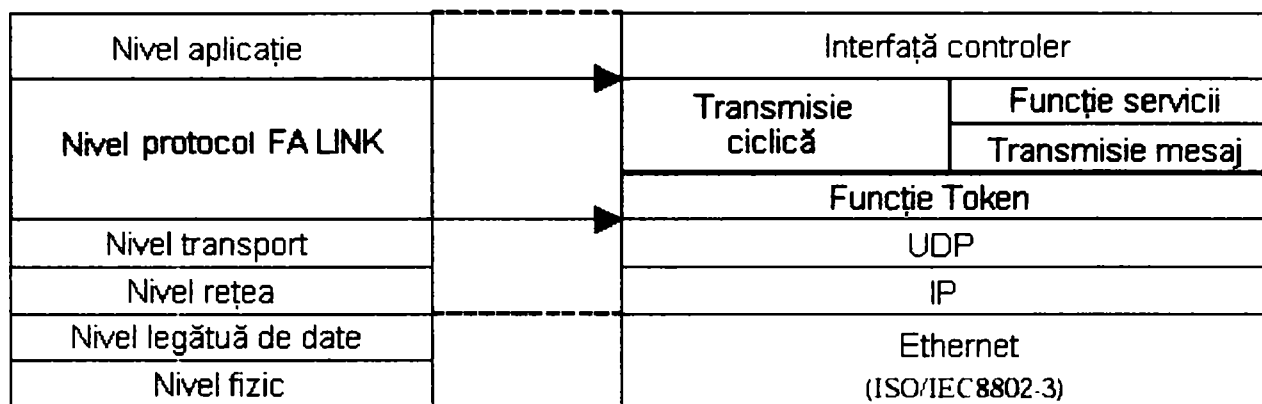 Nivel aplicație
Interfață controler
Nivel protocol FA LINK
Transmisie
ciclică
Funcție servicii
Transmisie mesaj
Funcție Token
Nivel transport
UDP
Nivel rețea
IP
Nivel legătuă de date
Ethernet
(ISO/IEC8802-3)
Nivel fizic